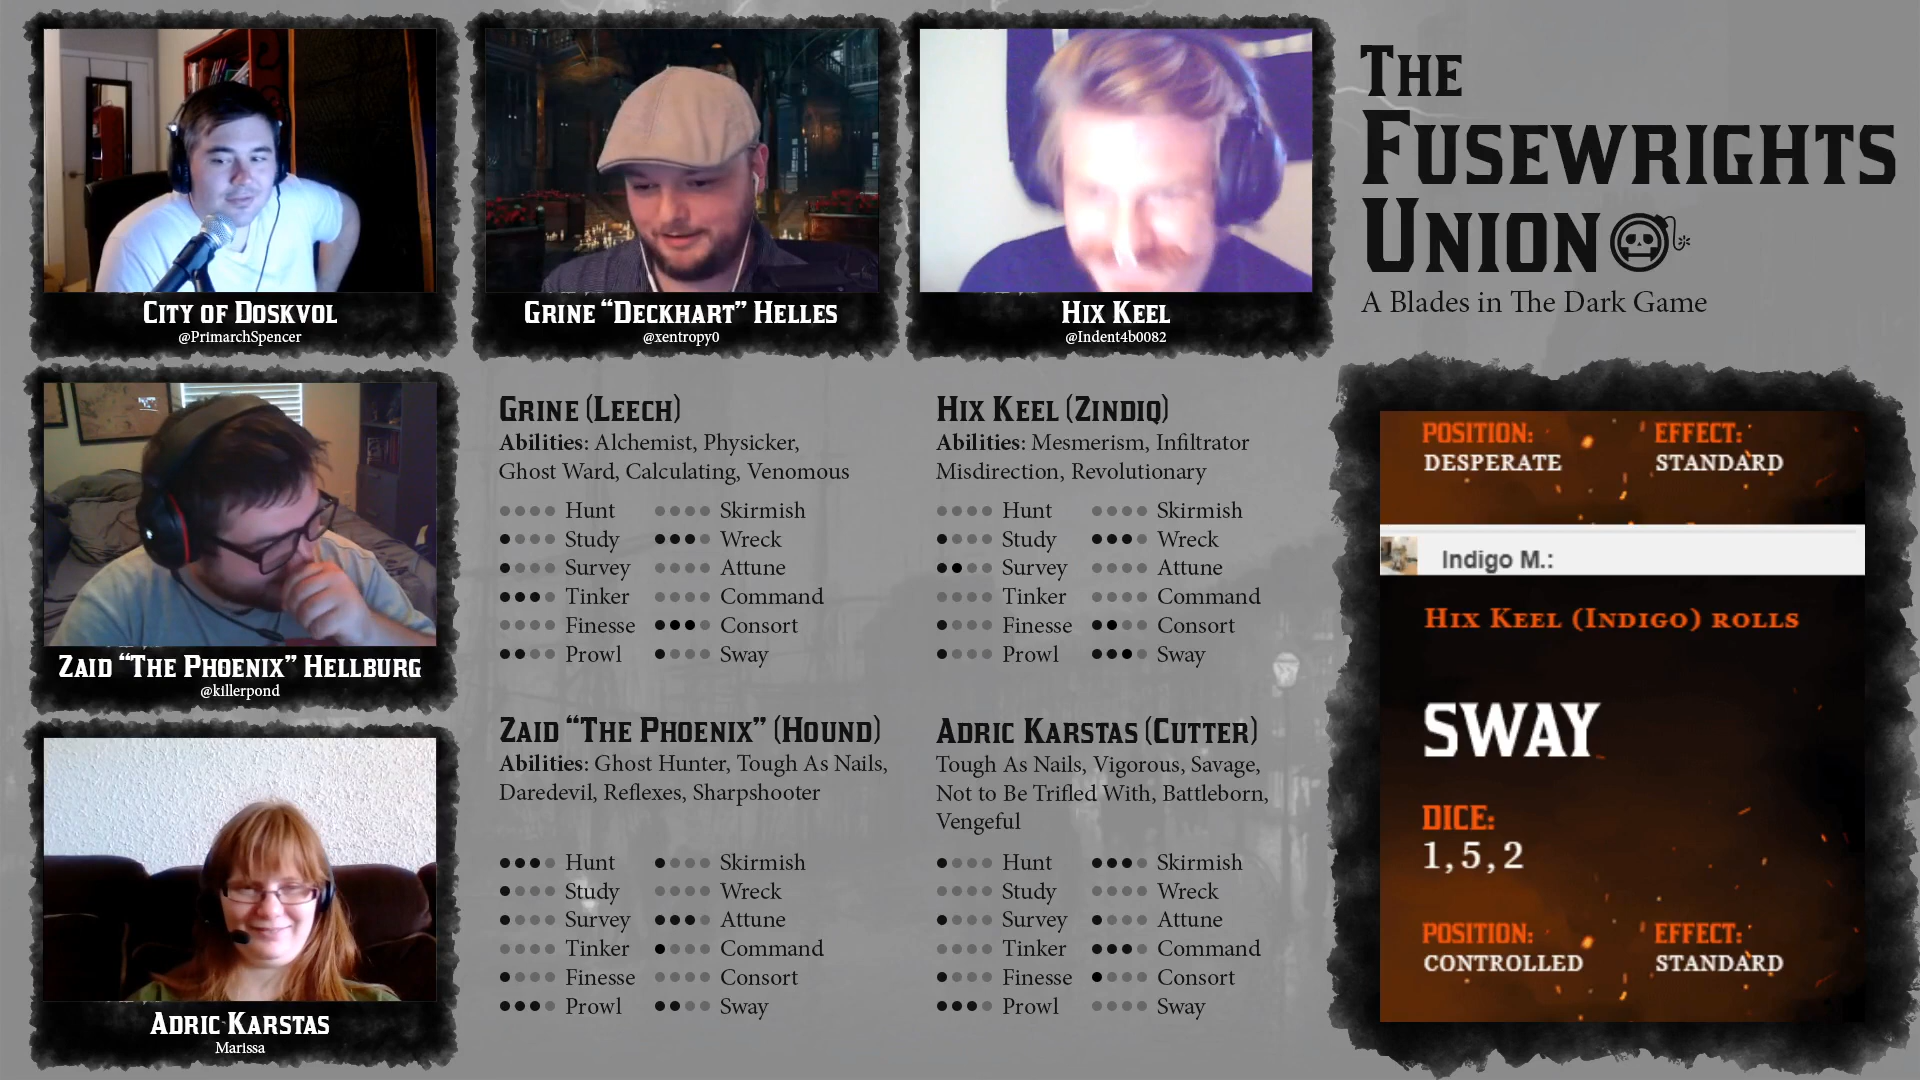 The
Fusewrights
Union
A Blades in The Dark Game
City of Doskvol
@PrimarchSpencer
Grine “Deckhart” Helles
@xentropy0
Hix Keel
@Indent4b0082
Zaid “The Phoenix” Hellburg
@killerpond
Adric Karstas
Marissa
Grine (Leech)
Abilities: Alchemist, Physicker,
Ghost Ward, Calculating, Venomous
Hunt Skirmish
Study Wreck
Survey Attune
Tinker Command
Finesse Consort
Prowl Sway
Hix Keel (Zindiq)
Abilities: Mesmerism, Infiltrator
Misdirection, Revolutionary
Hunt Skirmish
Study Wreck
Survey Attune
Tinker Command
Finesse Consort
Prowl Sway
Zaid “The Phoenix” (Hound)
Abilities: Ghost Hunter, Tough As Nails,
Daredevil, Reflexes, Sharpshooter
Hunt Skirmish
Study Wreck
Survey Attune
Tinker Command
Finesse Consort
Prowl Sway
Adric Karstas (Cutter)
Tough As Nails, Vigorous, Savage,
Not to Be Trifled With, Battleborn,
Vengeful
Hunt Skirmish
Study Wreck
Survey Attune
Tinker Command
Finesse Consort
Prowl Sway
POSITION: EFFECT:
DESPERATE STANDARD
Indigo M.:
Hix Keel (Indigo) rolls
SWAY
DICE:
1, 5, 2
POSITION: EFFECT:
CONTROLLED STANDARD